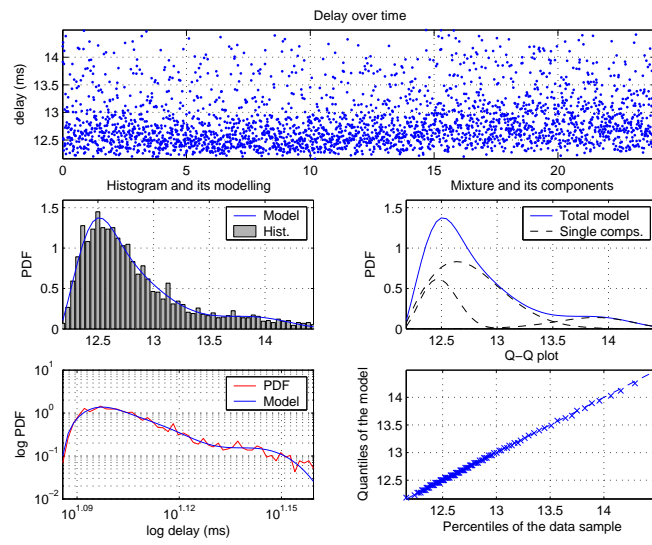 Delay over time
delay (ms)
14
13.5
13
12.5
0 5 10 15 20
Histogram and its modelling
Mixture and its components
PDF
1.5
1
0.5
0
Model
Hist.
12.5 13 13.5 14
PDF
1.5
1
0.5
0
Total model
Single comps.
12.5 13 13.5 14
Q−Q plot
log PDF
10^1
10^0
10^−1
10^−2
PDF
Model
10^1.09 10^1.12 10^1.15
log delay (ms)
Quantiles of the model
14
13.5
13
12.5
12.5 13 13.5 14
Percentiles of the data sample